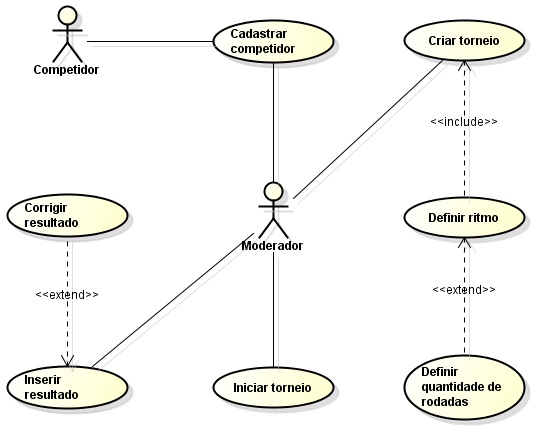 Competidor
Cadastrar
competidor
Criar torneio
<<include>>
Corrigir
resultado
Moderador
Definir ritmo
<<extend>>
<<extend>>
Inserir
resultado
Iniciar torneio
Definir
quantidade de
rodadas